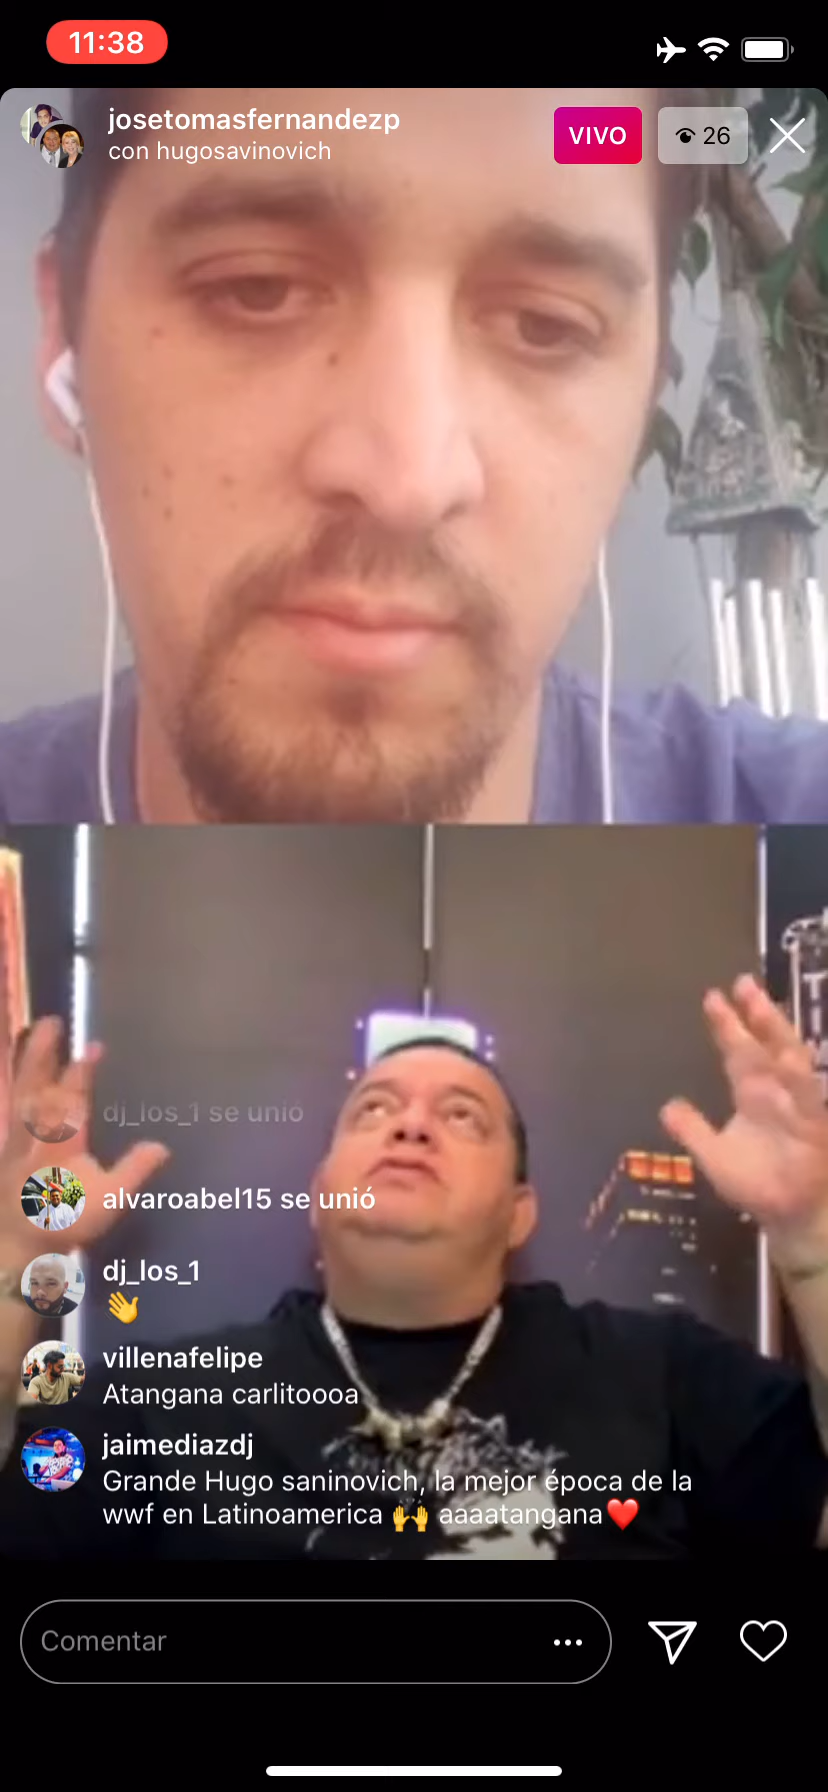 11:38
josetomasfernandezp
con hugosavinovich
VIVO
26
dj_los_1 se unió
alvaroabel15 se unió
dj_los_1
👋
villenafelipe
Atangana carlitoooa
jaimediazdj
Grande Hugo saninovich, la mejor época de la
wwf en Latinoamerica 🙌 aaaatangana❤️
Comentar